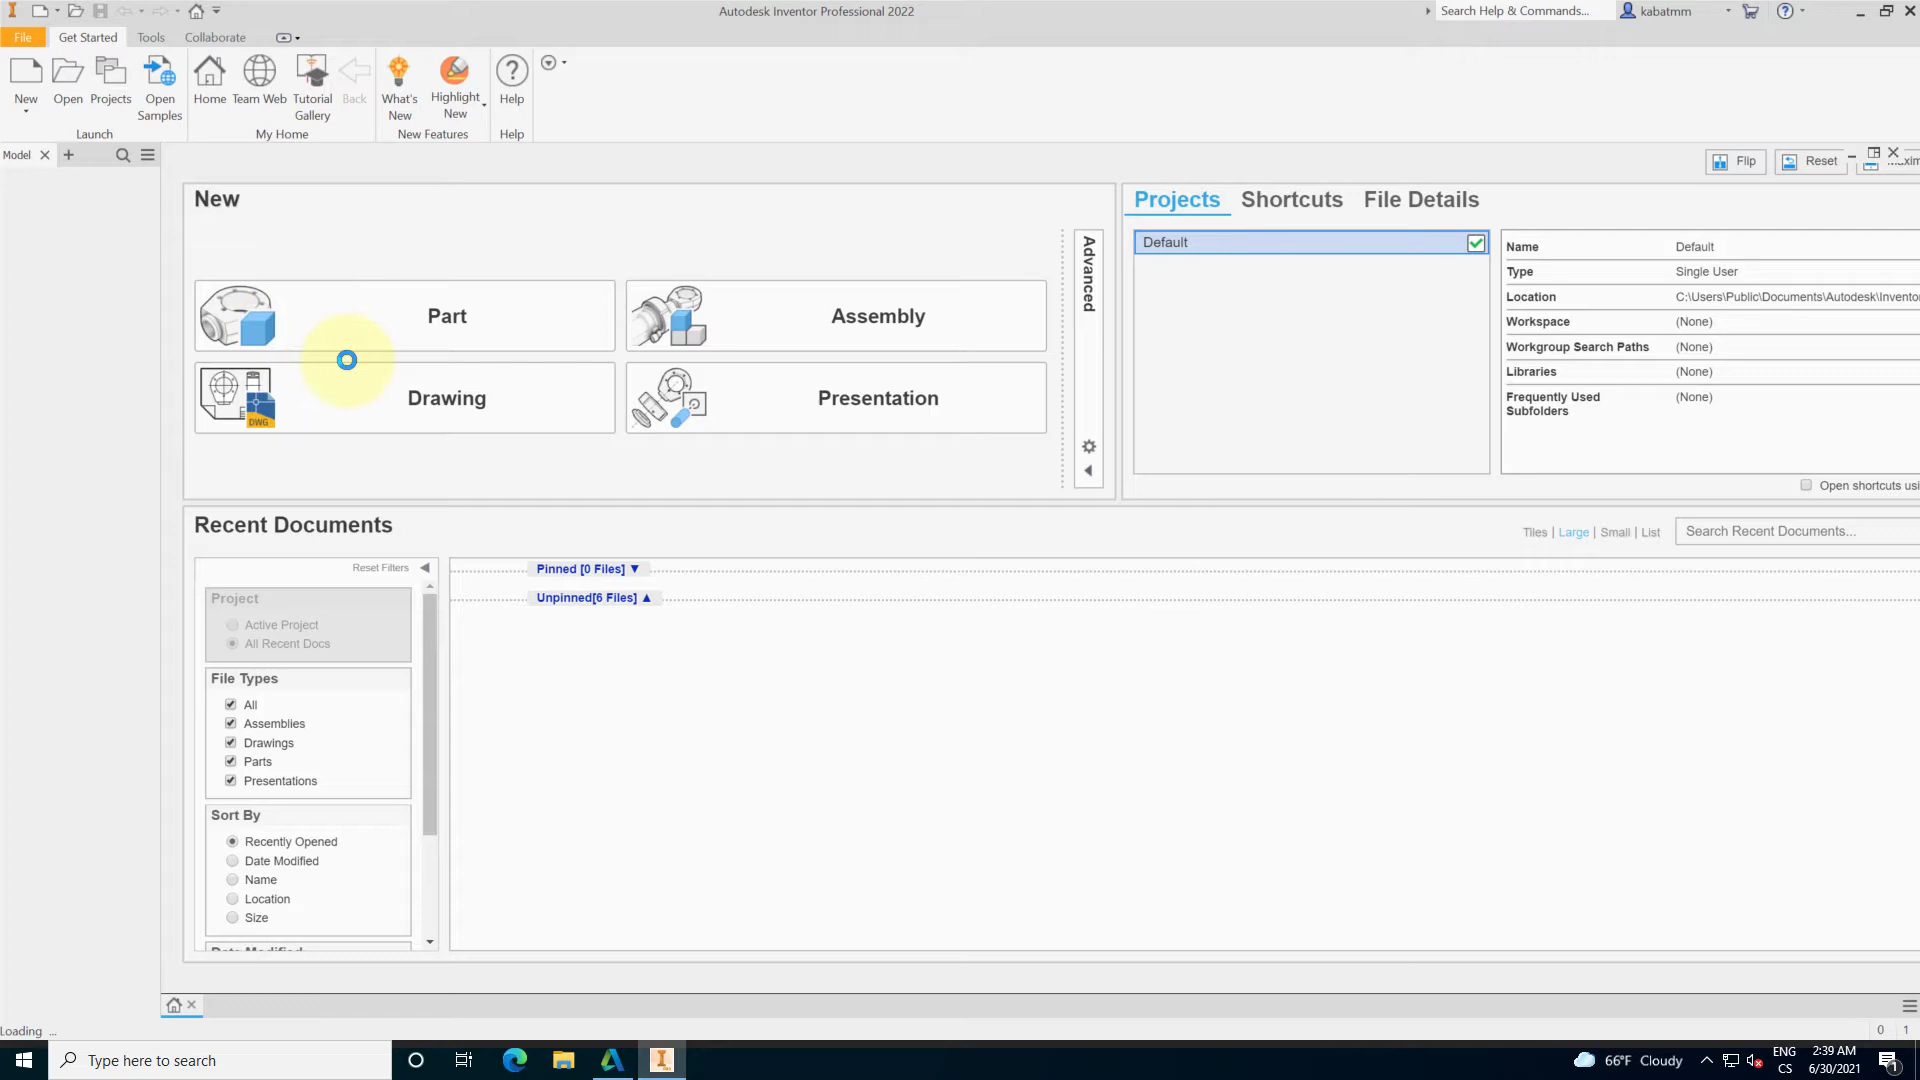 Autodesk Inventor Professional 2022
Search Help & Commands...
kabatmm
File
Get Started
Tools
Collaborate
New
Open
Projects
Open
Samples
Home
Team Web
Tutorial
Gallery
Back
What's
New
Highlight
New
Help
Launch
My Home
New Features
Help
Model
Flip
Reset
New
Part
Assembly
Drawing
DWG
Presentation
Advanced
Projects
Shortcuts
File Details
Default
Name Default
Type Single User
Location C:\Users\Public\Documents\Autodesk\Inventor
Workspace (None)
Workgroup Search Paths (None)
Libraries (None)
Frequently Used (None)
Subfolders
Open shortcuts usi
Recent Documents
Tiles | Large | Small | List
Search Recent Documents...
Reset Filters
Project
Active Project
All Recent Docs
File Types
All
Assemblies
Drawings
Parts
Presentations
Sort By
Recently Opened
Date Modified
Name
Location
Size
Date Modified
Pinned [0 Files]
Unpinned[6 Files]
Loading ...
0 1
Type here to search
66°F Cloudy
ENG
CS
2:39 AM
6/30/2021
1